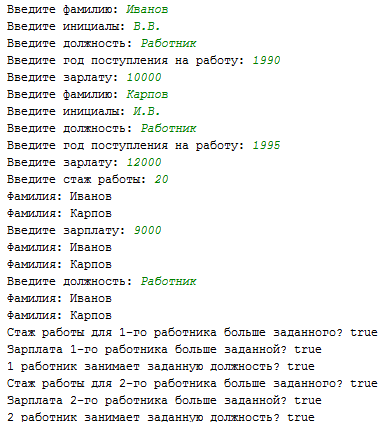 Введите фамилию: Иванов
Введите инициалы: В.В.
Введите должность: Работник
Введите год поступления на работу: 1990
Введите зарлату: 10000
Введите фамилию: Карпов
Введите инициалы: И.В.
Введите должность: Работник
Введите год поступления на работу: 1995
Введите зарлату: 12000
Введите стаж работы: 20
Фамилия: Иванов
Фамилия: Карпов
Введите зарплату: 9000
Фамилия: Иванов
Фамилия: Карпов
Введите должность: Работник
Фамилия: Иванов
Фамилия: Карпов
Стаж работы для 1-го работника больше заданного? true
Зарплата 1-го работника больше заданной? true
1 работник занимает заданную должность? true
Стаж работы для 2-го работника больше заданного? true
Зарплата 2-го работника больше заданной? true
2 работник занимает заданную должность? true